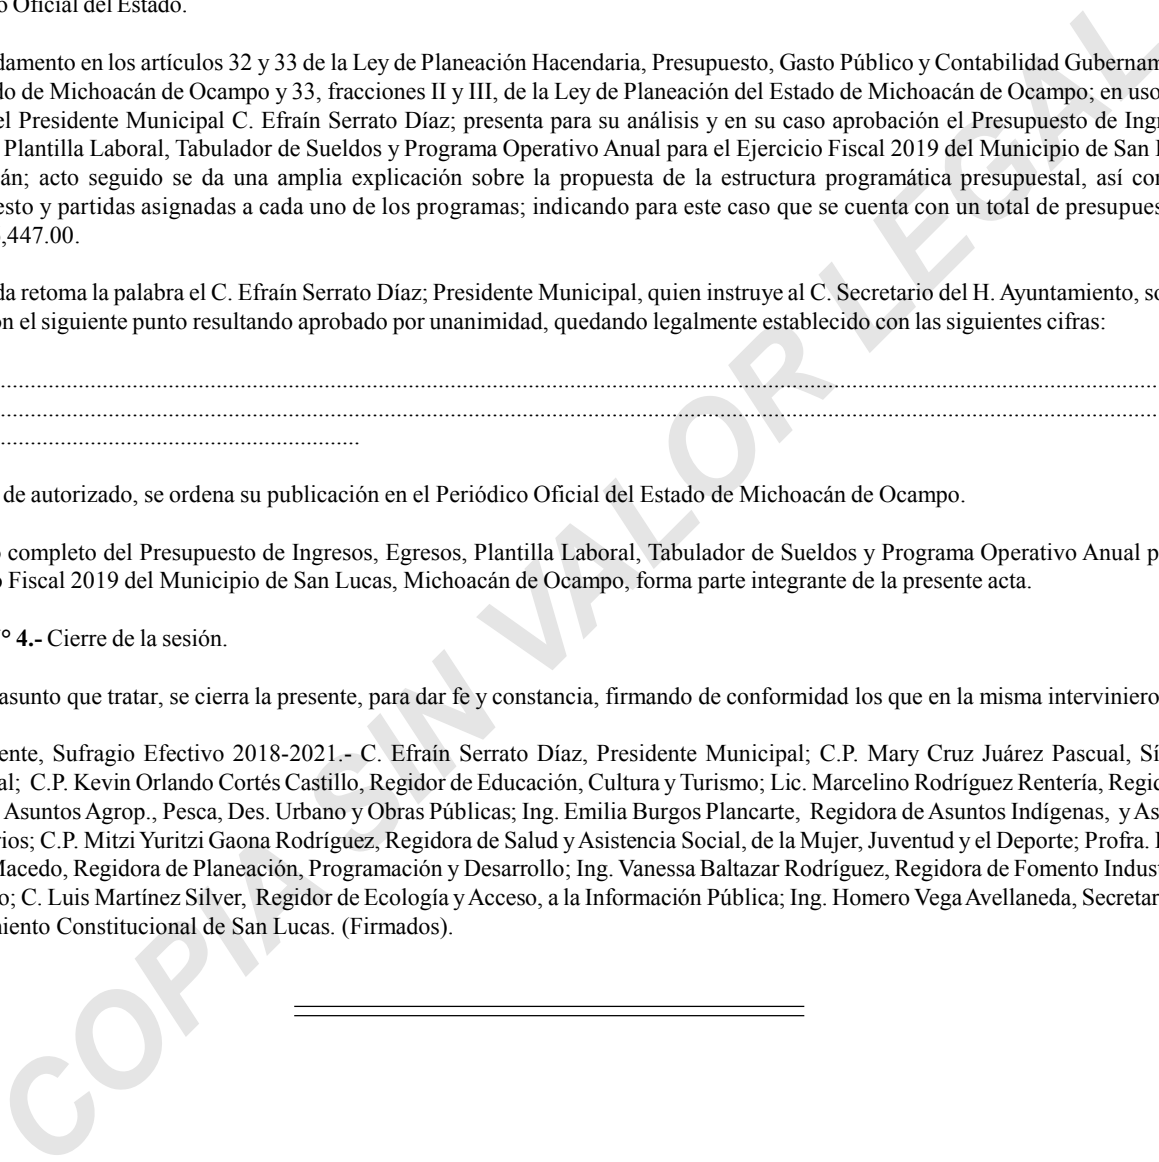 o Oficial del Estado.
damento en los artículos 32 y 33 de la Ley de Planeación Hacendaria, Presupuesto, Gasto Público y Contabilidad Gubernam
do de Michoacán de Ocampo y 33, fracciones II y III, de la Ley de Planeación del Estado de Michoacán de Ocampo; en uso
el Presidente Municipal C. Efraín Serrato Díaz; presenta para su análisis y en su caso aprobación el Presupuesto de Ingr
Plantilla Laboral, Tabulador de Sueldos y Programa Operativo Anual para el Ejercicio Fiscal 2019 del Municipio de San
án; acto seguido se da una amplia explicación sobre la propuesta de la estructura programática presupuestal, así co
esto y partidas asignadas a cada uno de los programas; indicando para este caso que se cuenta con un total de presupues
,447.00.
da retoma la palabra el C. Efraín Serrato Díaz; Presidente Municipal, quien instruye al C. Secretario del H. Ayuntamiento, so
n el siguiente punto resultando aprobado por unanimidad, quedando legalmente establecido con las siguientes cifras:
de autorizado, se ordena su publicación en el Periódico Oficial del Estado de Michoacán de Ocampo.
o completo del Presupuesto de Ingresos, Egresos, Plantilla Laboral, Tabulador de Sueldos y Programa Operativo Anual p
o Fiscal 2019 del Municipio de San Lucas, Michoacán de Ocampo, forma parte integrante de la presente acta.
° 4.- Cierre de la sesión.
asunto que tratar, se cierra la presente, para dar fe y constancia, firmando de conformidad los que en la misma interviniero
ente, Sufragio Efectivo 2018-2021.- C. Efraín Serrato Díaz, Presidente Municipal; C.P. Mary Cruz Juárez Pascual, Sí
al; C.P. Kevin Orlando Cortés Castillo, Regidor de Educación, Cultura y Turismo; Lic. Marcelino Rodríguez Rentería, Regid
Asuntos Agrop., Pesca, Des. Urbano y Obras Públicas; Ing. Emilia Burgos Plancarte, Regidora de Asuntos Indígenas, y As
rios; C.P. Mitzi Yuritzi Gaona Rodríguez, Regidora de Salud y Asistencia Social, de la Mujer, Juventud y el Deporte; Profra.
Macedo, Regidora de Planeación, Programación y Desarrollo; Ing. Vanessa Baltazar Rodríguez, Regidora de Fomento Indus
o; C. Luis Martínez Silver, Regidor de Ecología y Acceso, a la Información Pública; Ing. Homero Vega Avellaneda, Secretar
iento Constitucional de San Lucas. (Firmados).
COPIA SIN VALOR LEGAL